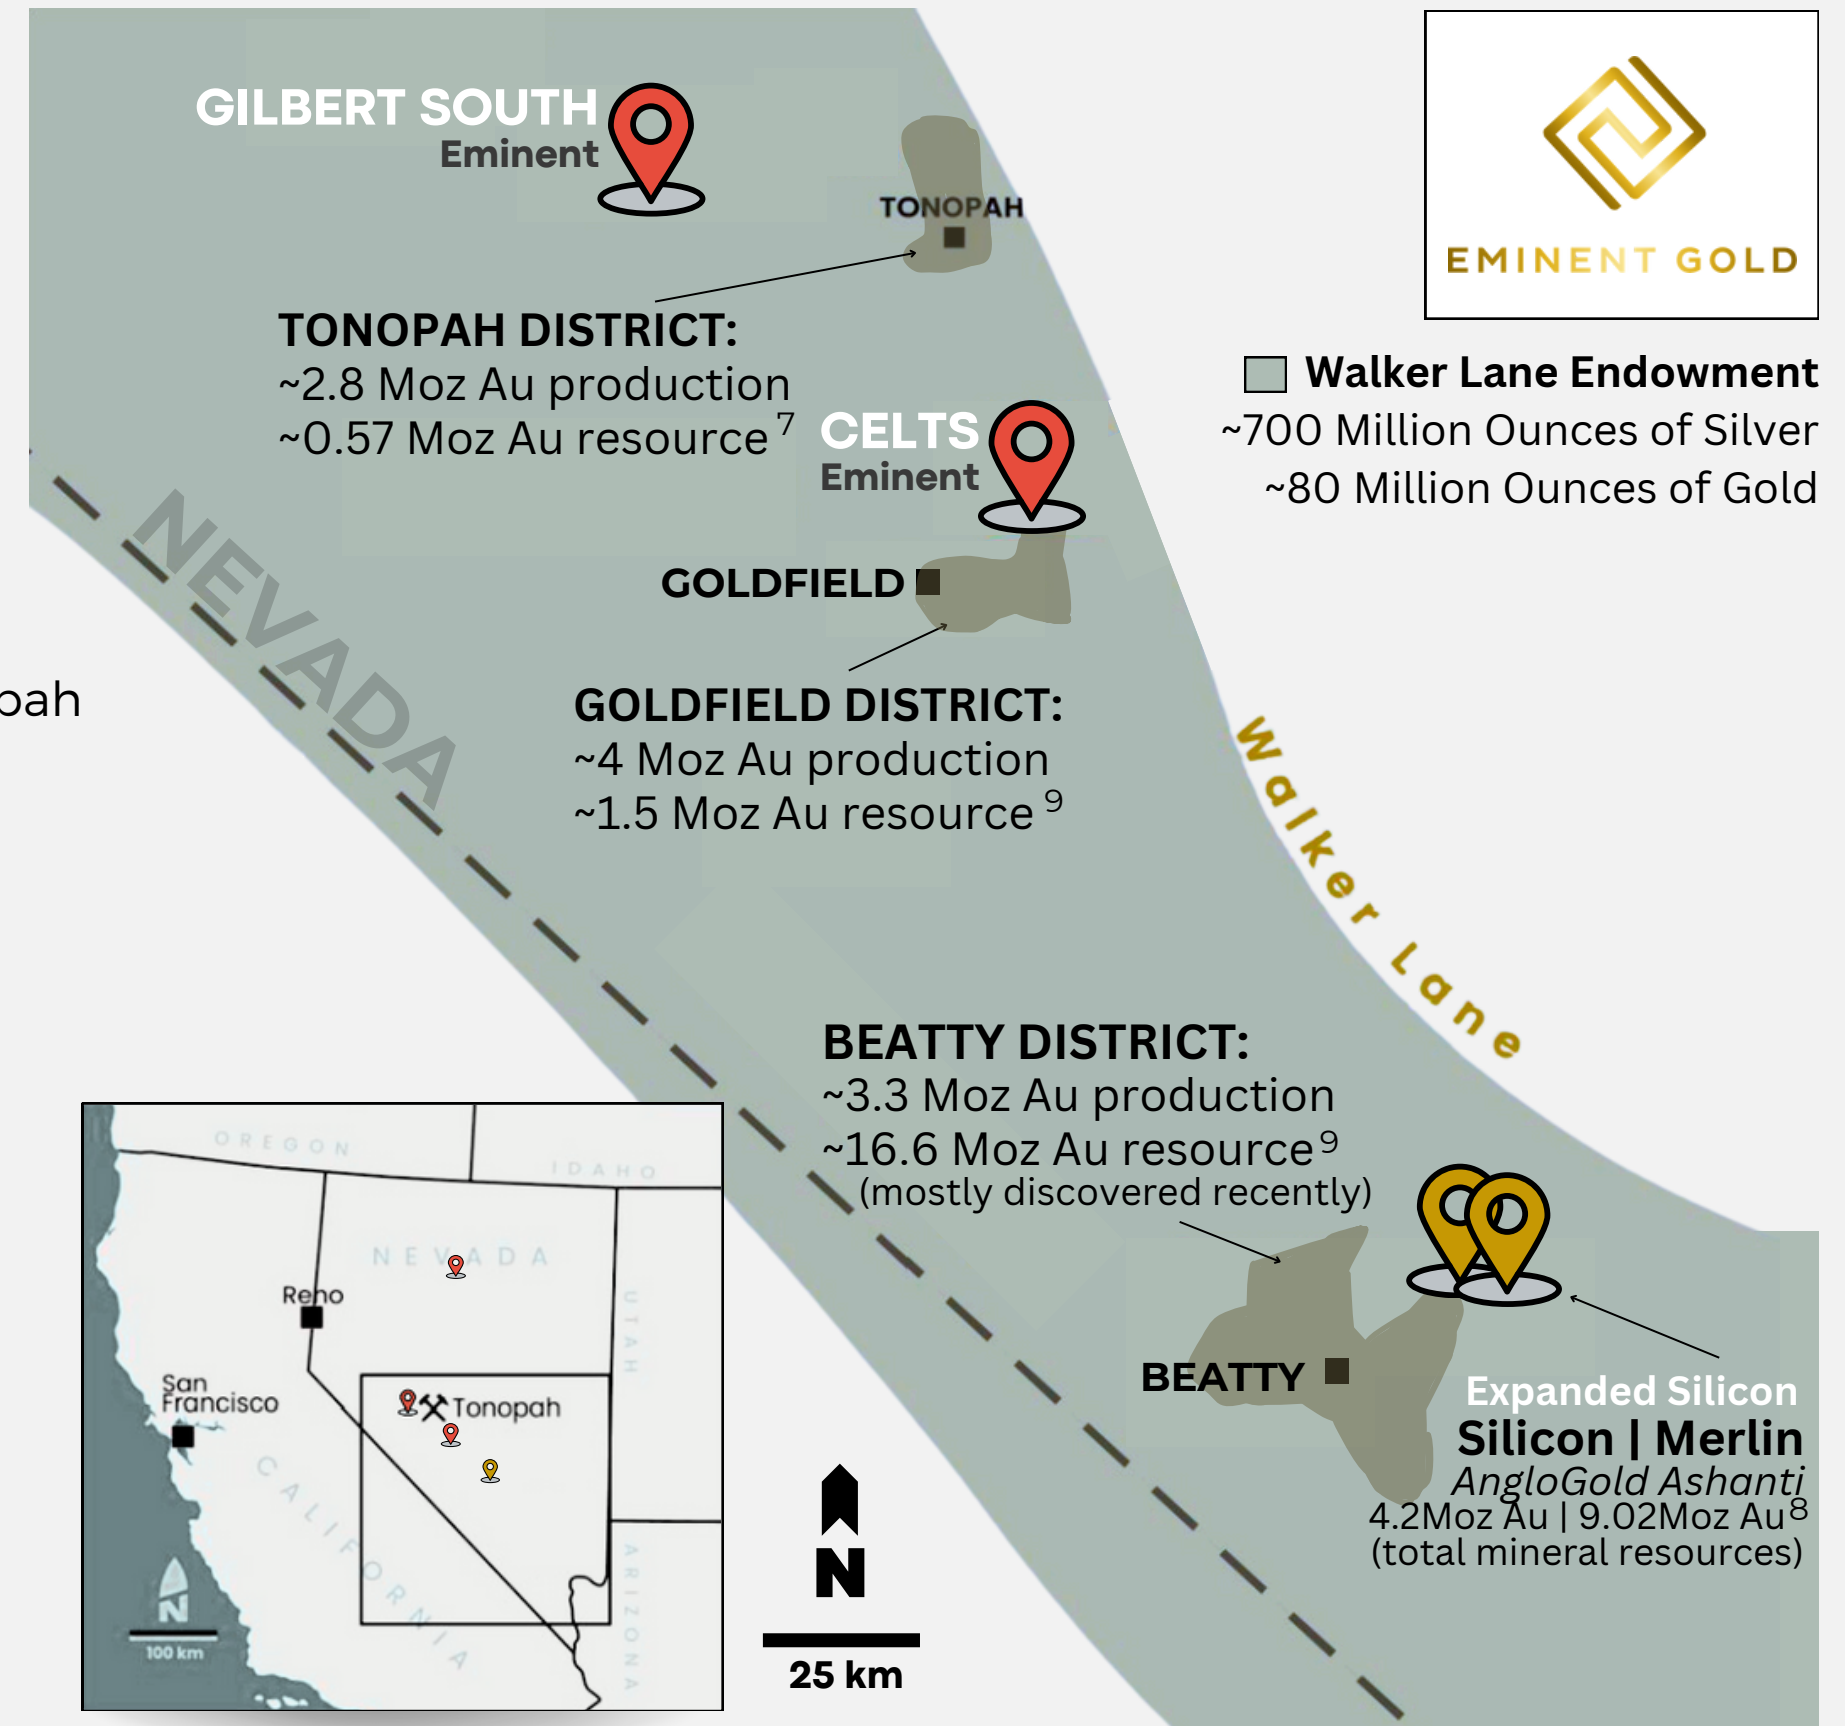 GILBERT SOUTH
Eminent
TONOPAH
EMINENT GOLD
TONOPAH DISTRICT:
~2.8 Moz Au production
~0.57 Moz Au resource 7
Walker Lane Endowment
~700 Million Ounces of Silver
~80 Million Ounces of Gold
CELTS
Eminent
NEVADA
GOLDFIELD
pah
GOLDFIELD DISTRICT:
~4 Moz Au production
~1.5 Moz Au resource 9
Walker Lane
BEATTY DISTRICT:
~3.3 Moz Au production
~16.6 Moz Au resource 9
(mostly discovered recently)
BEATTY
Expanded Silicon
Silicon | Merlin
AngloGold Ashanti
4.2Moz Au | 9.02Moz Au 8
(total mineral resources)
OREGON
IDAHO
NEVADA
Reno
UTAH
San
Francisco
Tonopah
CALIFORNIA
ARIZONA
N
100 km
N
25 km